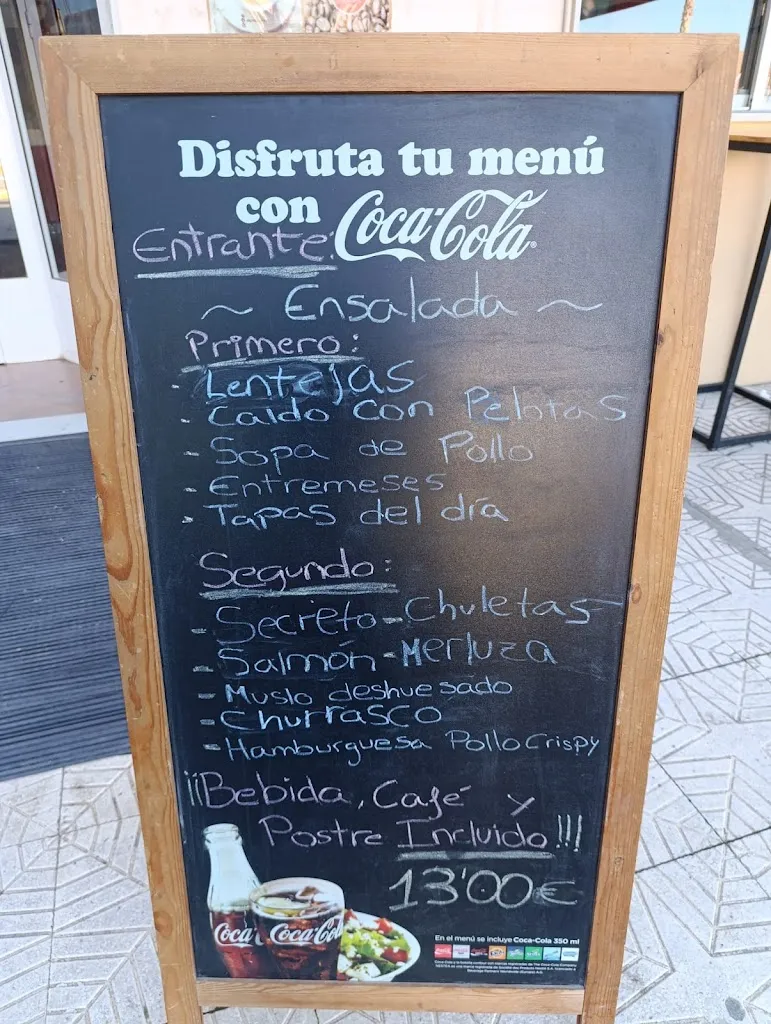 Disfruta tu menú
con Coca-Cola
Entrante:
~ Ensalada ~
Primero:
- Lentejas
- Caldo con Pelotas
- Sopa de Pollo
- Entremeses
- Tapas del día
Segundo:
- Secreto - Chuletas
- Salmón - Merluza
- Muslo deshuesado
- Churrasco
- Hamburguesa Pollo Crispy
¡¡Bebida, Café y
Postre Incluido!!!
13'00€
Coca-Cola
En el menú se incluye Coca-Cola 350 ml